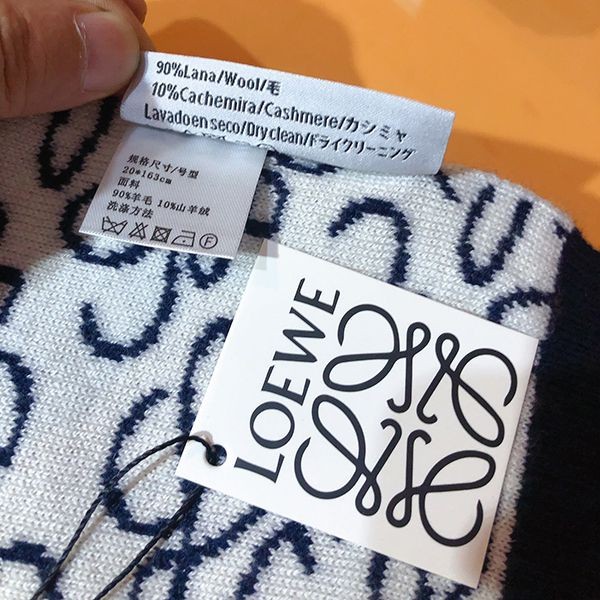 90%Lana/Wool/毛
10%Cachemira/Cashmere/カシミヤ
Lavadoen seco/Dryclean/ドライクリーニング
规格尺寸/号型
20*163cm
面料
90%羊毛 10%山羊绒
洗涤方法
F
LOEWE